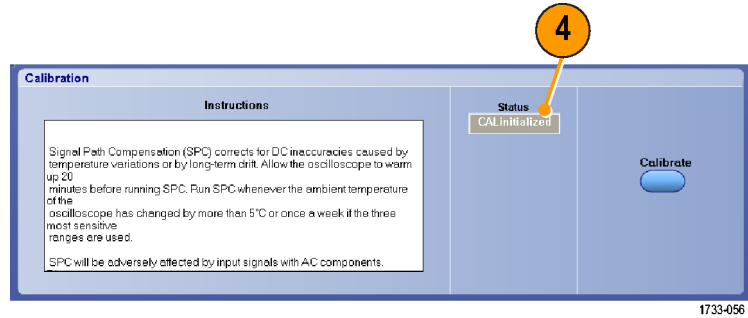 4
Calibration
Instructions
Status
CALinitialized
Signal Path Compensation (SPC) corrects for DC inaccuracies caused by
temperature variations or by long-term drift. Allow the oscilloscope to warm
up 20
minutes before running SPC. Run SPC whenever the ambient temperature
of the
oscilloscope has changed by more than 5°C or once a week if the three
most sensitive
ranges are used.
SPC will be adversely affected by input signals with AC components.
Calibrate
1733-056